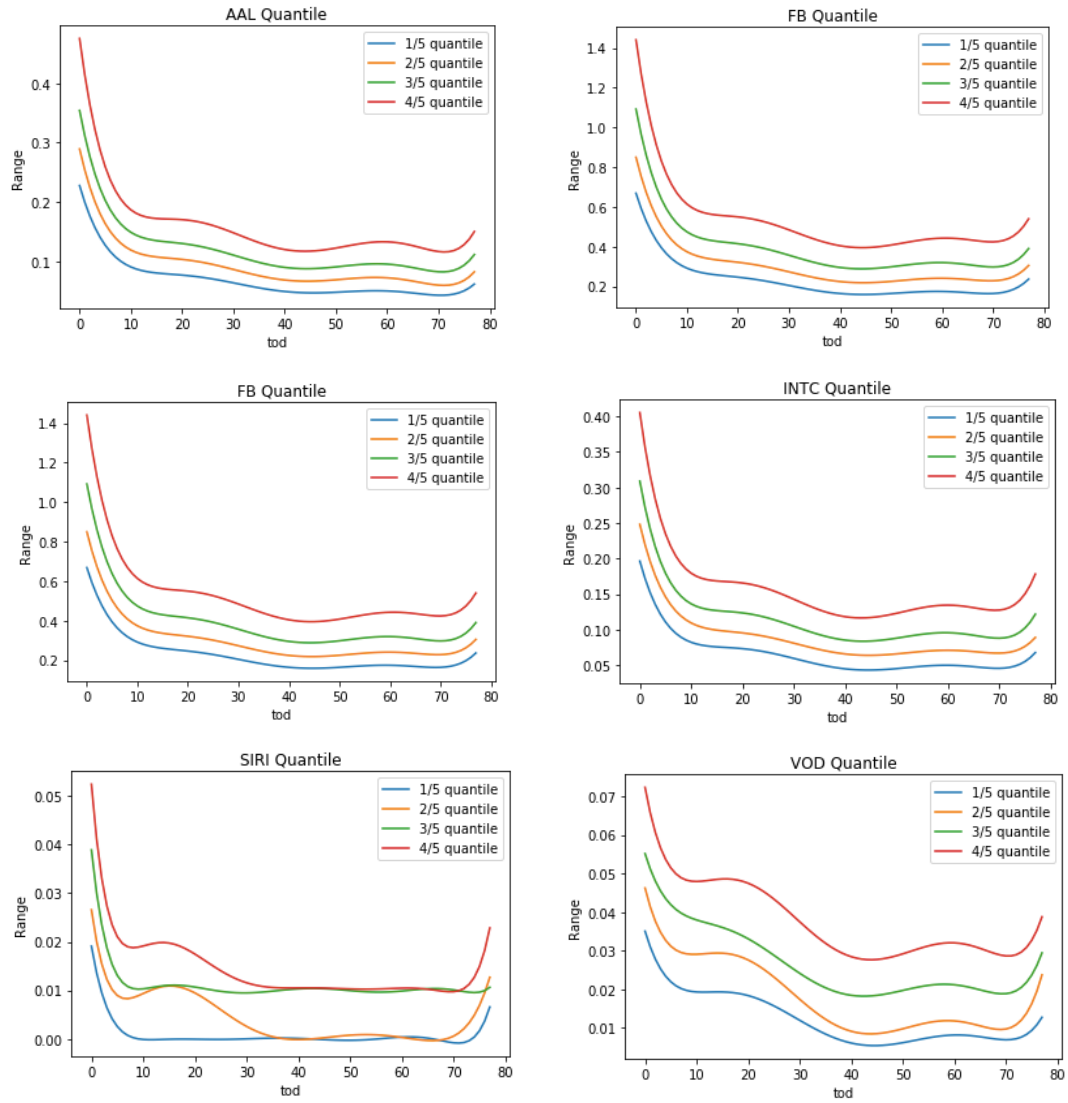 AAL Quantile
1/5 quantile
2/5 quantile
3/5 quantile
4/5 quantile
Range
0.4
0.3
0.2
0.1
0 10 20 30 40 50 60 70 80
tod
FB Quantile
1/5 quantile
2/5 quantile
3/5 quantile
4/5 quantile
Range
1.4
1.2
1.0
0.8
0.6
0.4
0.2
0 10 20 30 40 50 60 70 80
tod
FB Quantile
1/5 quantile
2/5 quantile
3/5 quantile
4/5 quantile
Range
1.4
1.2
1.0
0.8
0.6
0.4
0.2
0 10 20 30 40 50 60 70 80
tod
INTC Quantile
1/5 quantile
2/5 quantile
3/5 quantile
4/5 quantile
Range
0.40
0.35
0.30
0.25
0.20
0.15
0.10
0.05
0 10 20 30 40 50 60 70 80
tod
SIRI Quantile
1/5 quantile
2/5 quantile
3/5 quantile
4/5 quantile
Range
0.05
0.04
0.03
0.02
0.01
0.00
0 10 20 30 40 50 60 70 80
tod
VOD Quantile
1/5 quantile
2/5 quantile
3/5 quantile
4/5 quantile
Range
0.07
0.06
0.05
0.04
0.03
0.02
0.01
0 10 20 30 40 50 60 70 80
tod